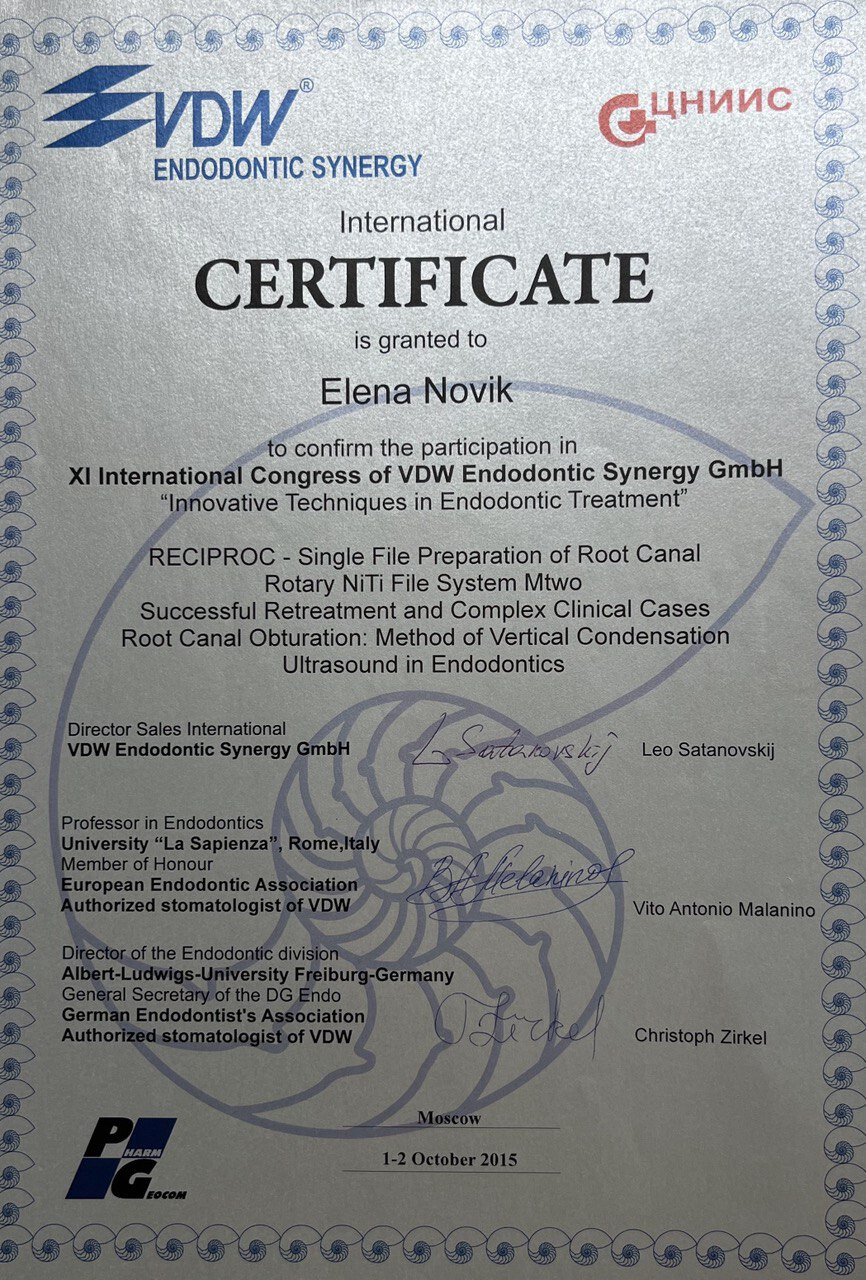 VDW®
ENDODONTIC SYNERGY
ЦНИИС
International
CERTIFICATE
is granted to
Elena Novik
to confirm the participation in
XI International Congress of VDW Endodontic Synergy GmbH
“Innovative Techniques in Endodontic Treatment”
RECIPROC - Single File Preparation of Root Canal
Rotary NiTi File System Mtwo
Successful Retreatment and Complex Clinical Cases
Root Canal Obturation: Method of Vertical Condensation
Ultrasound in Endodontics
Director Sales International
VDW Endodontic Synergy GmbH
L Satanovskij
Leo Satanovskij
Professor in Endodontics
University “La Sapienza”, Rome,Italy
Member of Honour
European Endodontic Association
Authorized stomatologist of VDW
Vito Antonio Malanino
Director of the Endodontic division
Albert-Ludwigs-University Freiburg-Germany
General Secretary of the DG Endo
German Endodontist's Association
Authorized stomatologist of VDW
Zirkel
Christoph Zirkel
PHARM
GEOCOM
Moscow
1-2 October 2015